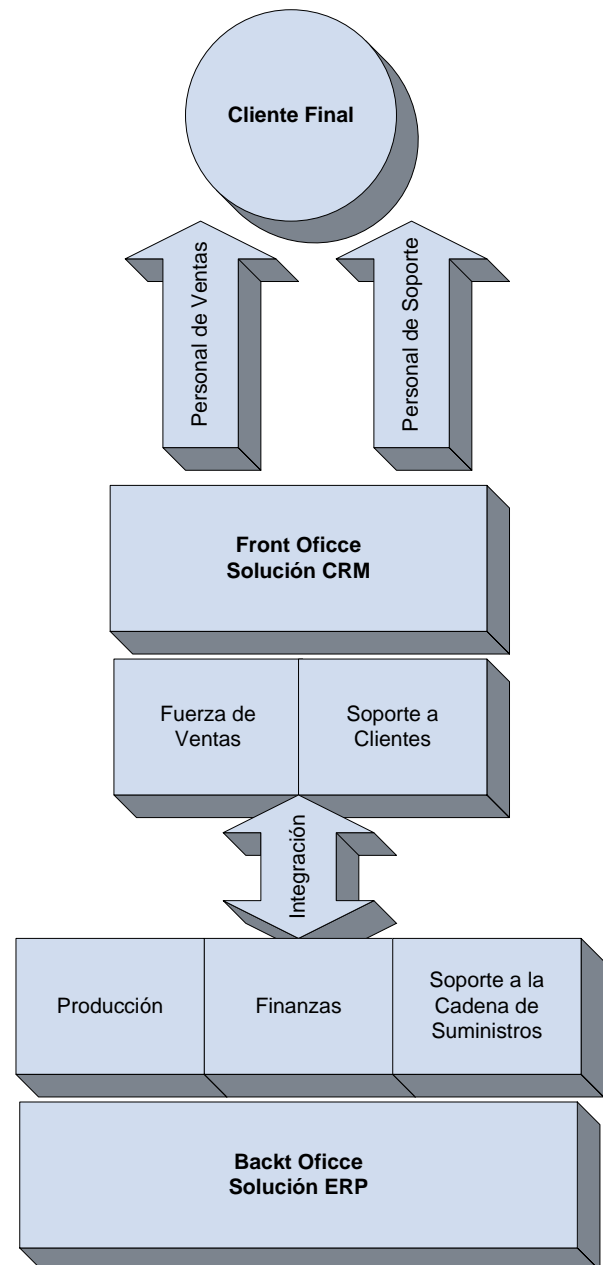 Cliente Final
Personal de Ventas
Personal de Soporte
Front Oficce
Solución CRM
Fuerza de
Ventas
Soporte a
Clientes
Integración
Producción
Finanzas
Soporte a la
Cadena de
Suministros
Backt Oficce
Solución ERP